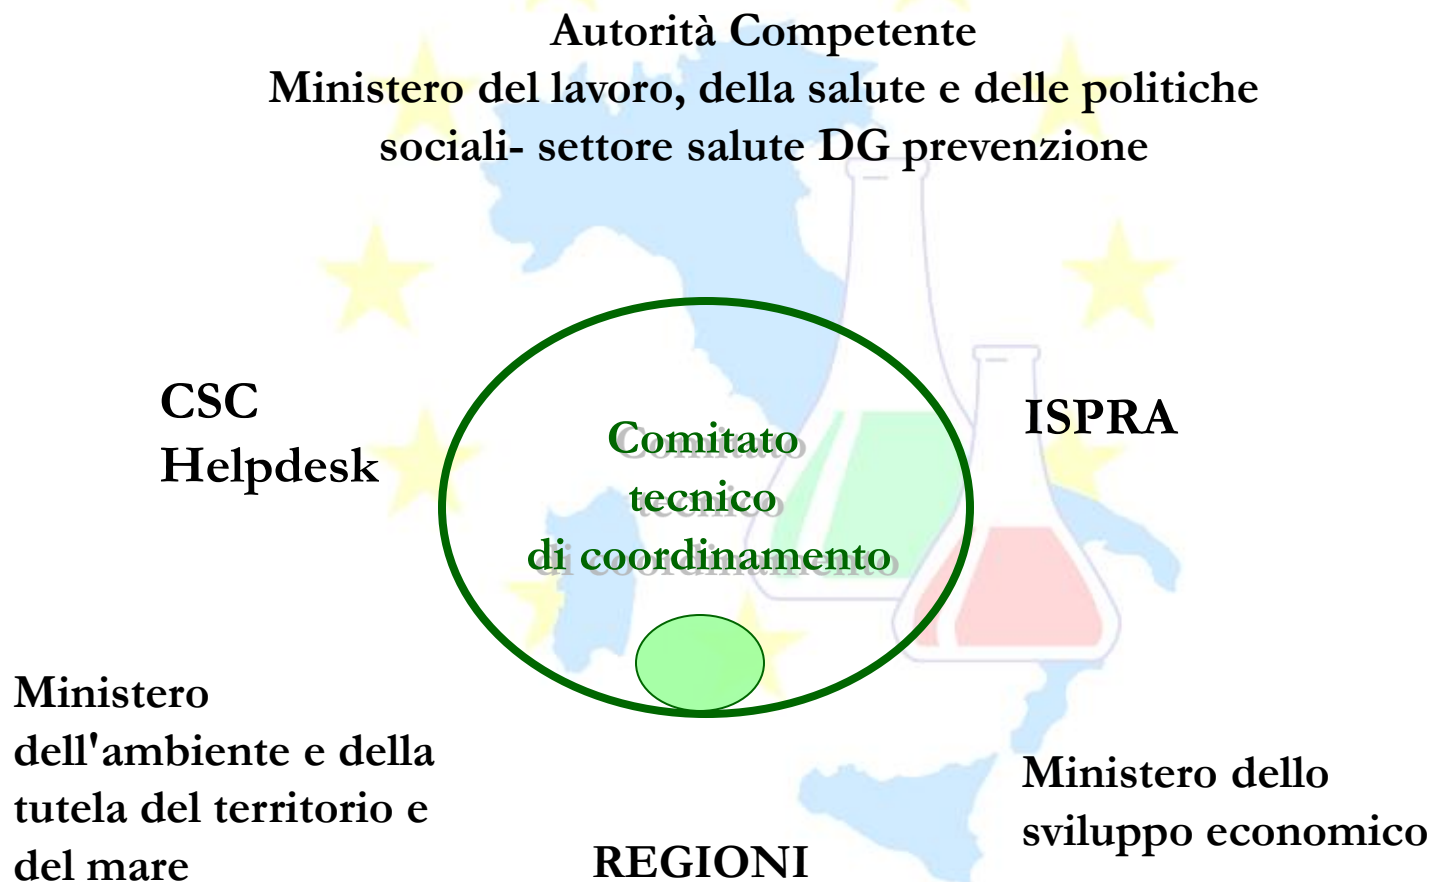 Autorità Competente
Ministero del lavoro, della salute e delle politiche
sociali- settore salute DG prevenzione
CSC
Helpdesk
ISPRA
Comitato
tecnico
di coordinamento
Ministero
dell'ambiente e della
tutela del territorio e
del mare
REGIONI
Ministero dello
sviluppo economico